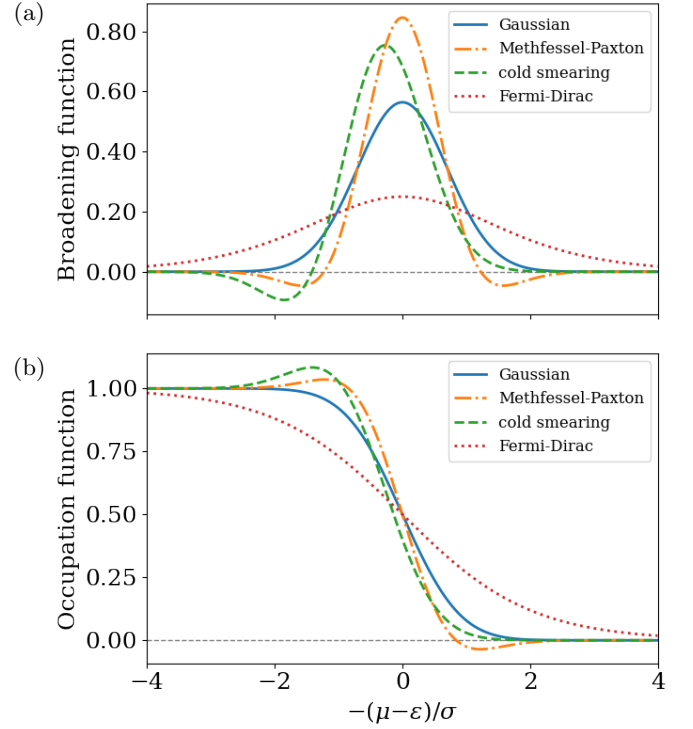 (a)
0.80
0.60
0.40
0.20
0.00
Broadening function
Gaussian
Methfessel-Paxton
cold smearing
Fermi-Dirac
(b)
1.00
0.75
0.50
0.25
0.00
Occupation function
Gaussian
Methfessel-Paxton
cold smearing
Fermi-Dirac
−4
−2
0
2
4
−(μ−ε)/σ